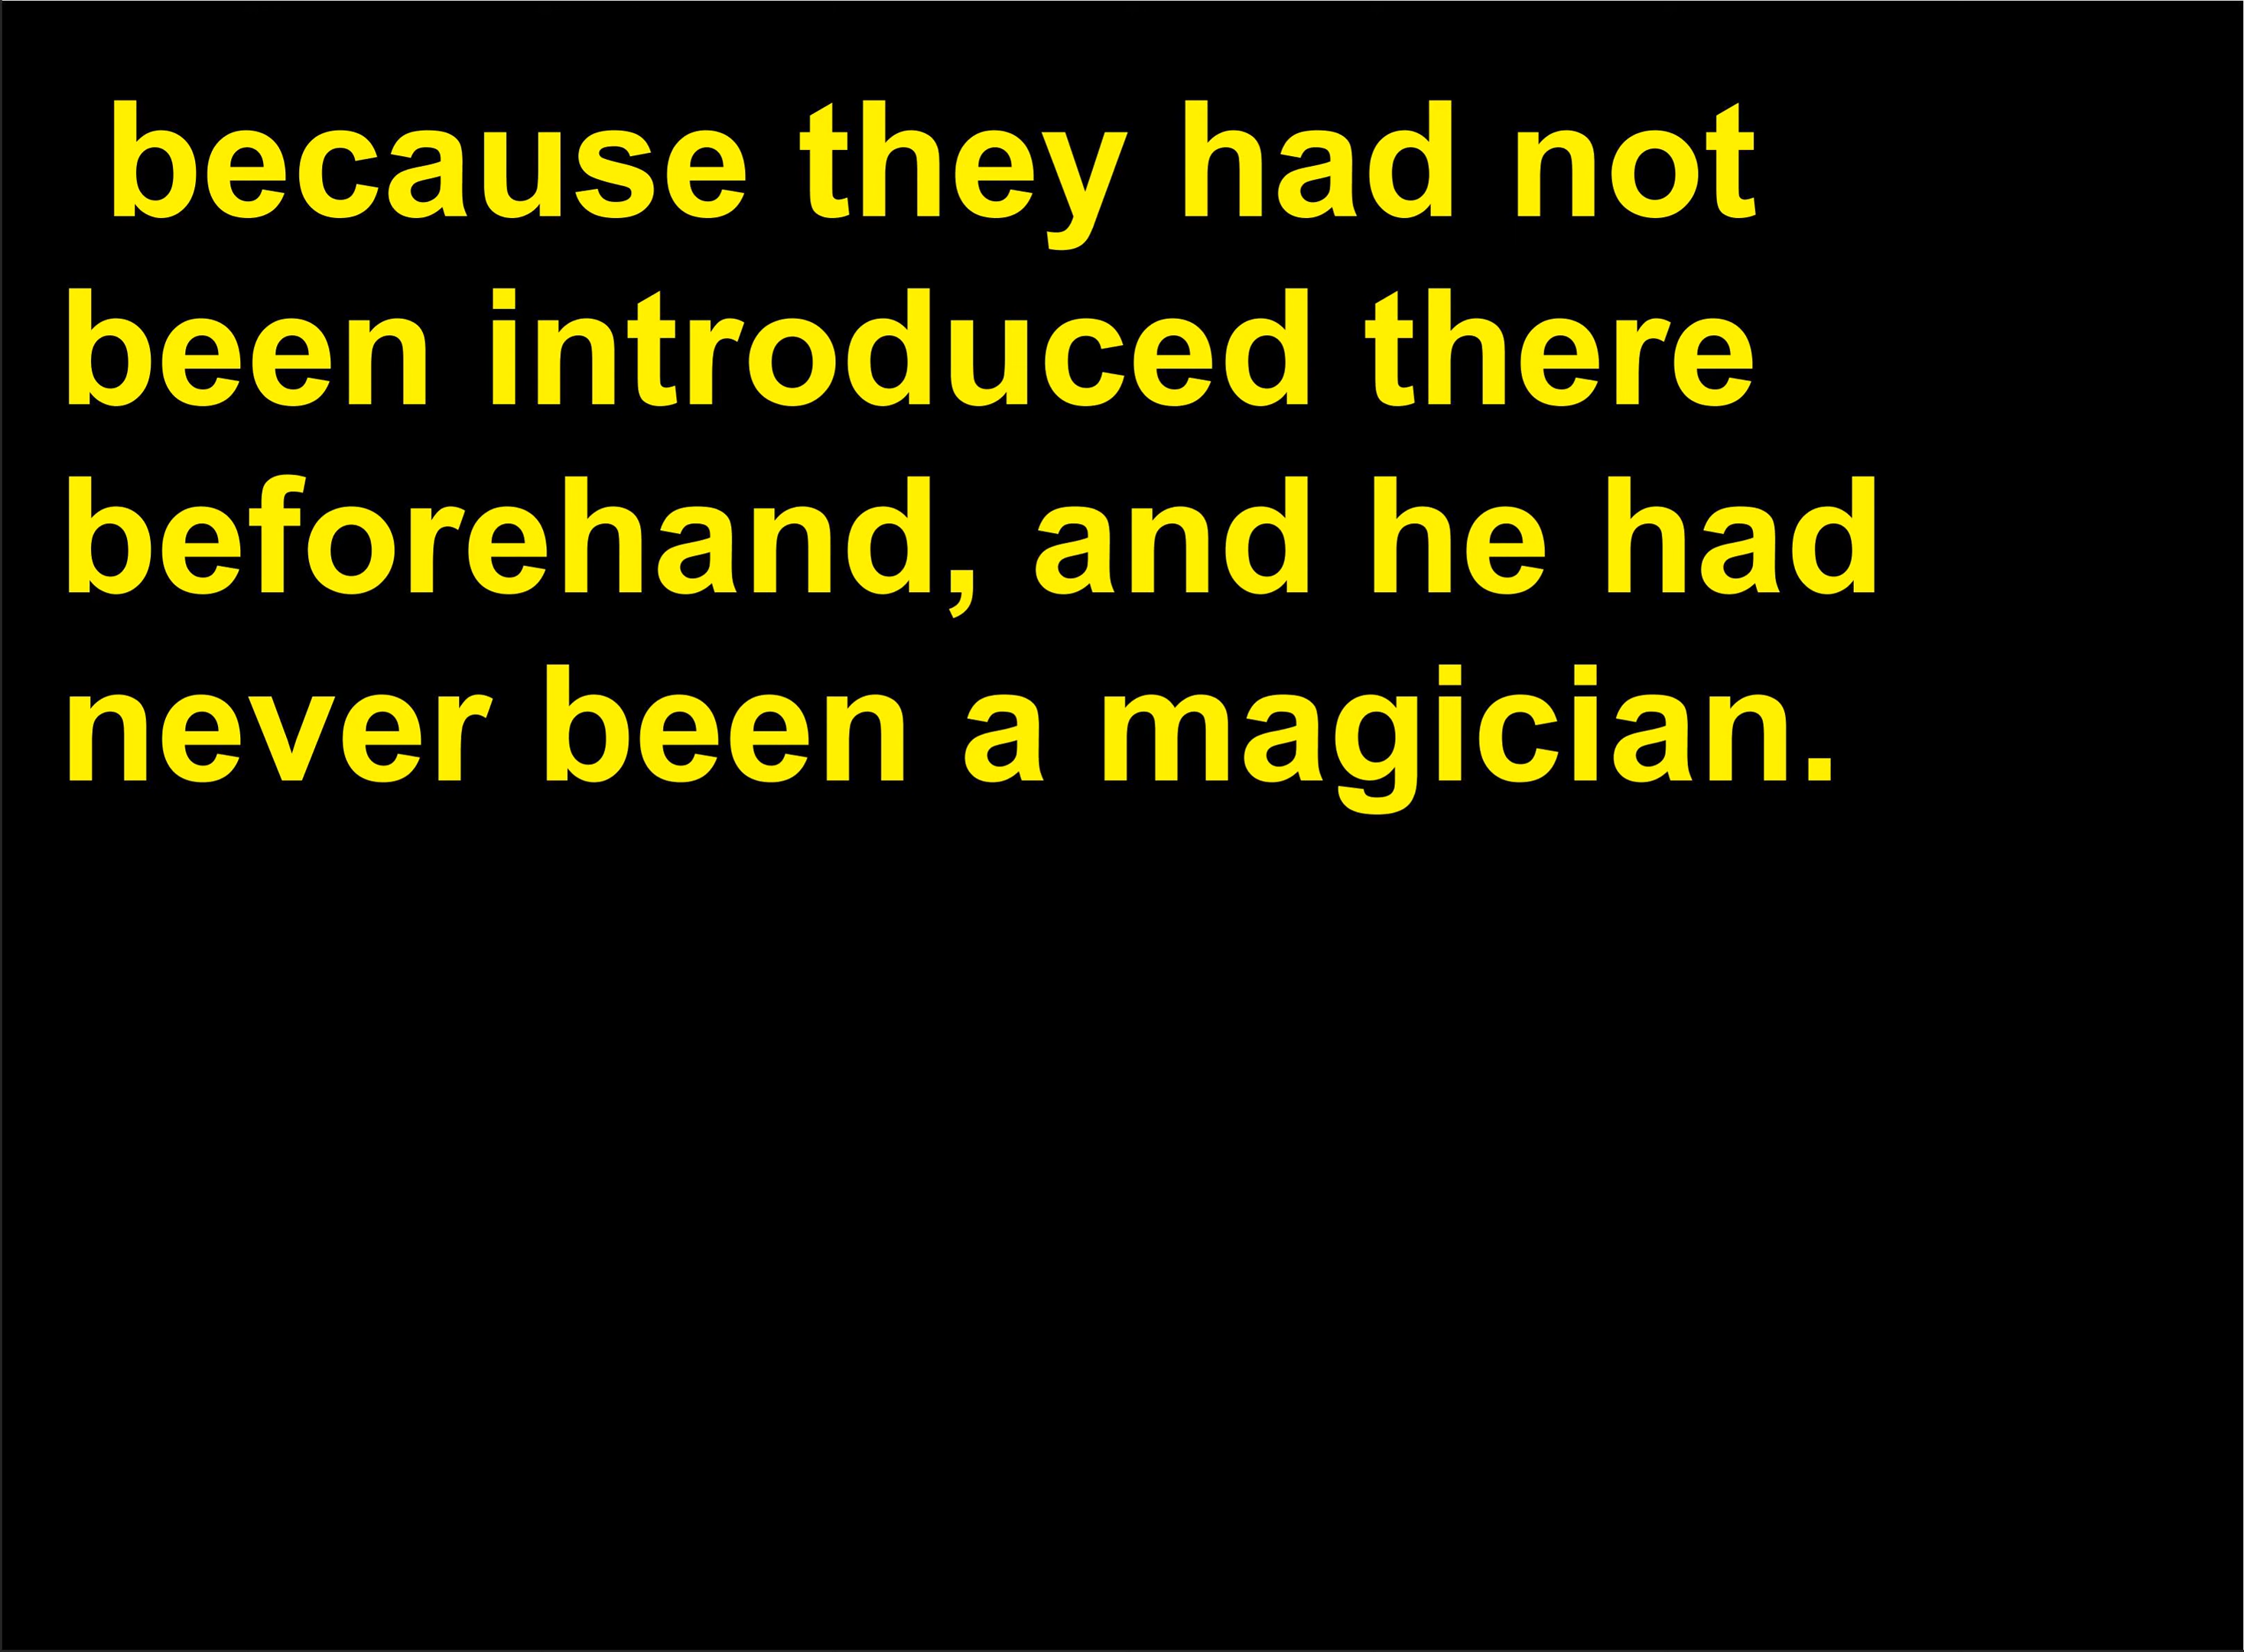 because they had not
been introduced there
beforehand, and he had
never been a magician.